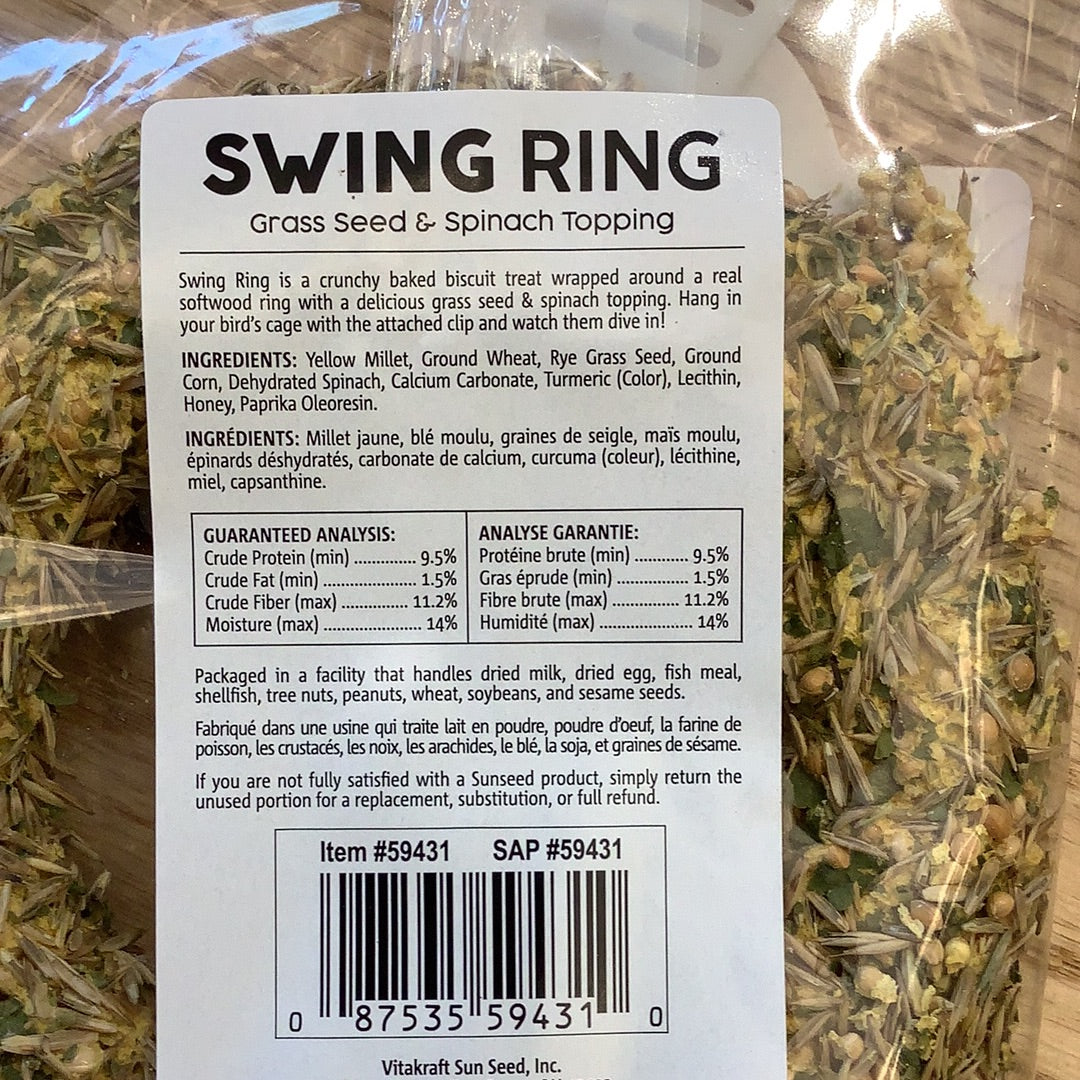 SWING RING
Grass Seed & Spinach Topping
Swing Ring is a crunchy baked biscuit treat wrapped around a real
softwood ring with a delicious grass seed & spinach topping. Hang in
your bird's cage with the attached clip and watch them dive in!
INGREDIENTS: Yellow Millet, Ground Wheat, Rye Grass Seed, Ground
Corn, Dehydrated Spinach, Calcium Carbonate, Turmeric (Color), Lecithin,
Honey, Paprika Oleoresin.
INGRÉDIENTS: Millet jaune, blé moulu, graines de seigle, maïs moulu,
épinards déshydratés, carbonate de calcium, curcuma (coleur), lécithine,
miel, capsanthine.
GUARANTEED ANALYSIS:
Crude Protein (min) .............. 9.5%
Crude Fat (min) ..................... 1.5%
Crude Fiber (max) ............... 11.2%
Moisture (max) ...................... 14%
ANALYSE GARANTIE:
Protéine brute (min) ............ 9.5%
Gras éprude (min) ................ 1.5%
Fibre brute (max) ............... 11.2%
Humidité (max) ..................... 14%
Packaged in a facility that handles dried milk, dried egg, fish meal,
shellfish, tree nuts, peanuts, wheat, soybeans, and sesame seeds.
Fabriqué dans une usine qui traite lait en poudre, poudre d'oeuf, la farine de
poisson, les crustacés, les noix, les arachides, le blé, la soja, et graines de sésame.
If you are not fully satisfied with a Sunseed product, simply return the
unused portion for a replacement, substitution, or full refund.
Item #59431 SAP #59431
0 87535 59431 0
Vitakraft Sun Seed, Inc.